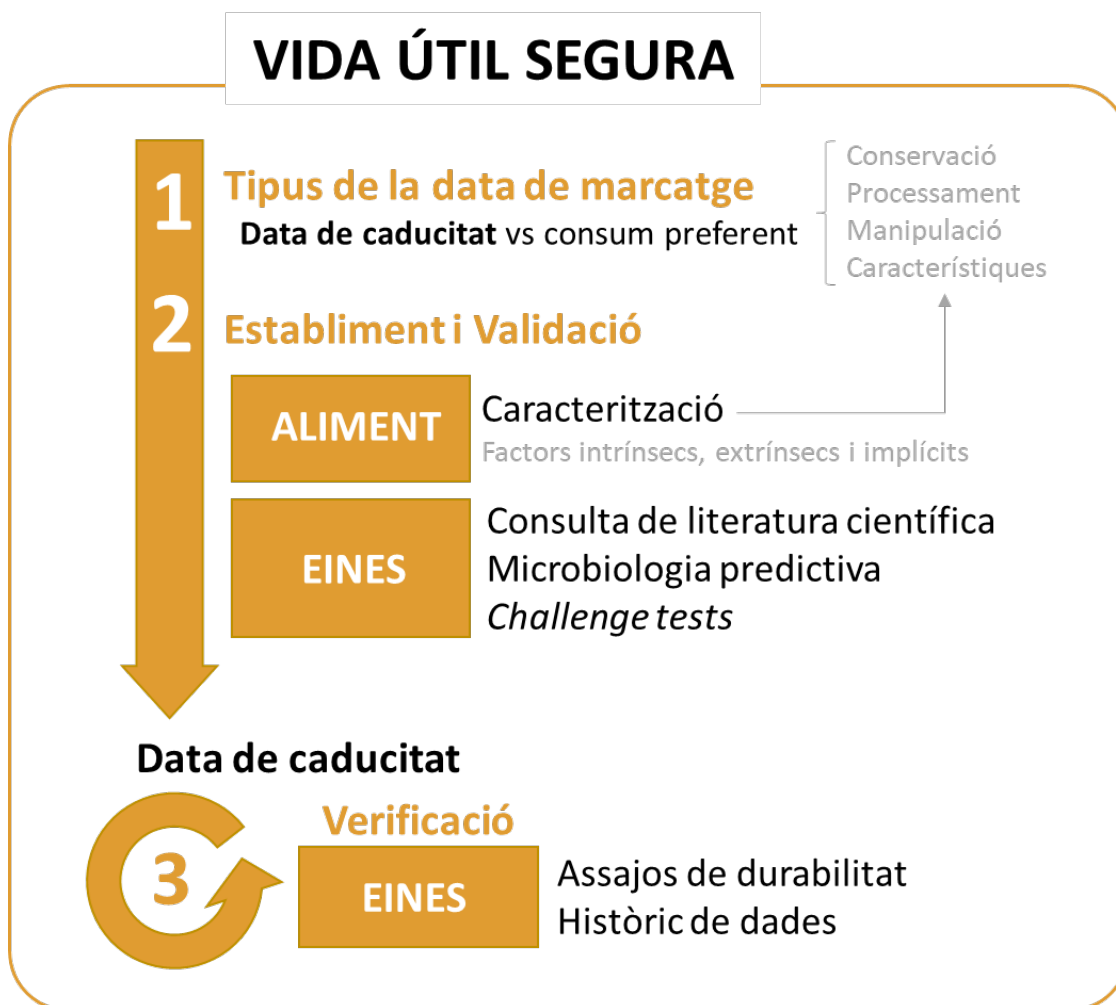 VIDA ÚTIL SEGURA
1
Tipus de la data de marcatge
Data de caducitat vs consum preferent
Conservació
Processament
Manipulació
Característiques
2
Establiment i Validació
ALIMENT
Caracterització
Factors intrínsecs, extrínsecs i implícits
EINES
Consulta de literatura científica
Microbiologia predictiva
Challenge tests
Data de caducitat
3
Verificació
EINES
Assajos de durabilitat
Històric de dades